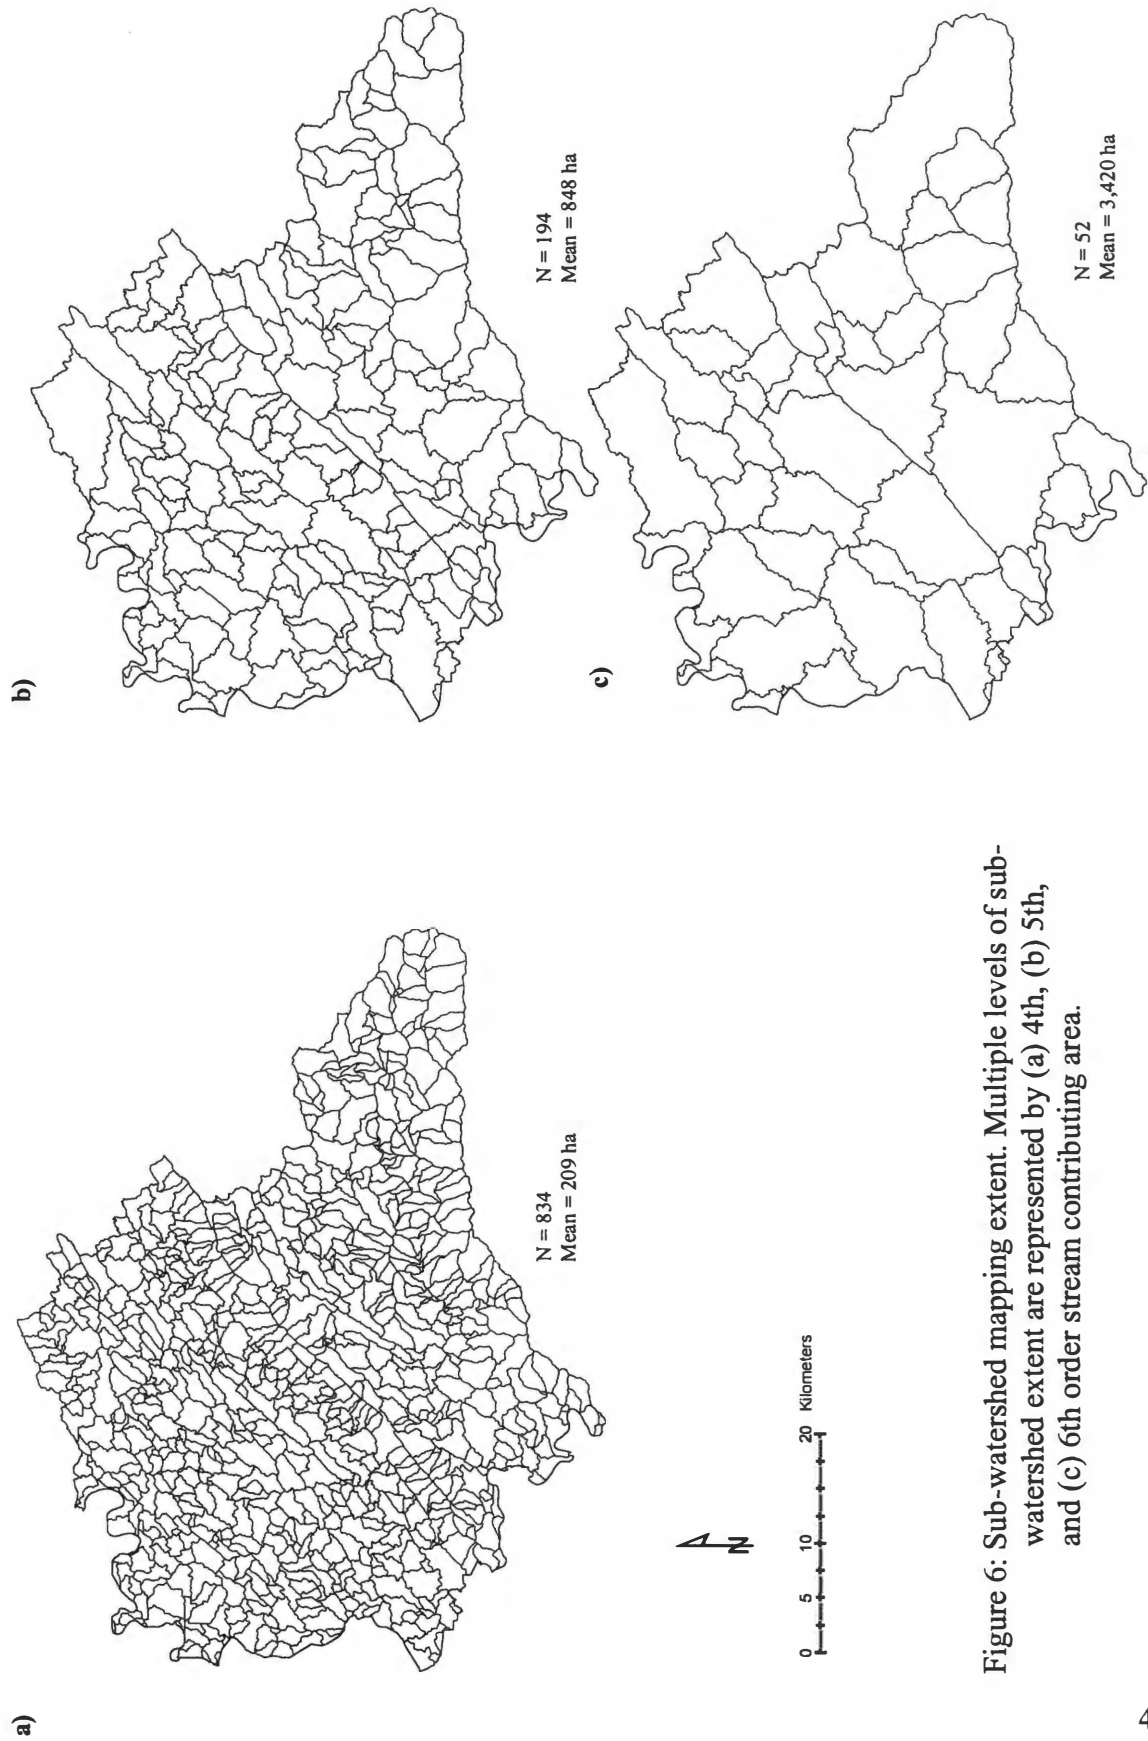 a)
N = 834
Mean = 209 ha
b)
N = 194
Mean = 848 ha
c)
N = 52
Mean = 3,420 ha
N
0 5 10 20 Kilometers
Figure 6: Sub-watershed mapping extent. Multiple levels of sub-
watershed extent are represented by (a) 4th, (b) 5th,
and (c) 6th order stream contributing area.